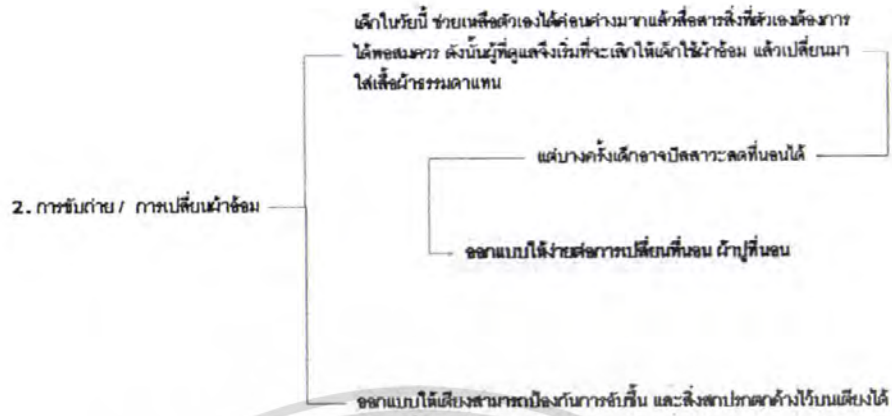 เด็กในวัยนี้ ช่วยเหลือตัวเองได้ค่อนค่างมากแล้วสื่อสารสิ่งที่ตัวเองต้องการ
ได้พอสมควร ดังนั้นผู้ที่ดูแลจึงเริ่มที่จะเลิกให้เด็กใช้ผ้าอ้อม แล้วเปลี่ยนมา
ใส่เสื้อผ้าธรรมดาแทน
แต่บางครั้งเด็กอาจปัสสาวะลดที่นอนได้
2. การขับถ่าย / การเปลี่ยนผ้าอ้อม
ออกแบบให้ง่ายต่อการเปลี่ยนที่นอน ผ้าปูที่นอน
ออกแบบให้เตียงสามารถป้องกันการอับชื้น และสิ่งสกปรกตกค้างไว้บนเตียงได้